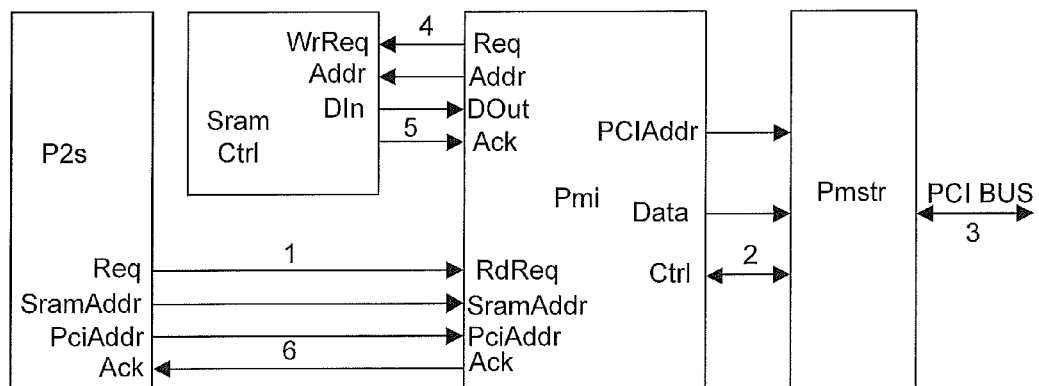 WrReq
4
Req
Addr
Addr
DIn
DOut
5
Ack
Sram
Ctrl
P2s
PCIAddr
Pmi
Data
Pmstr
PCI BUS
3
Req
1
RdReq
Ctrl
2
SramAddr
SramAddr
PciAddr
PciAddr
Ack
6
Ack